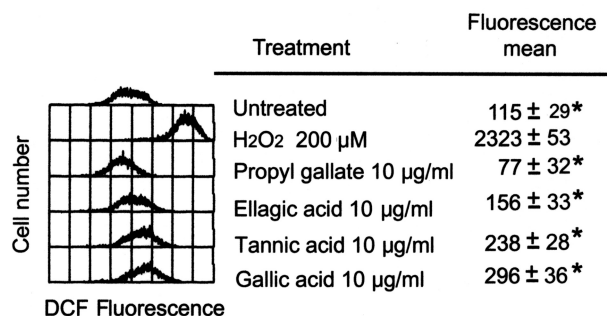 Treatment Fluorescence mean
Untreated 115 ± 29*
H2O2 200 µM 2323 ± 53
Propyl gallate 10 µg/ml 77 ± 32*
Ellagic acid 10 µg/ml 156 ± 33*
Tannic acid 10 µg/ml 238 ± 28*
Gallic acid 10 µg/ml 296 ± 36*
Cell number
DCF Fluorescence